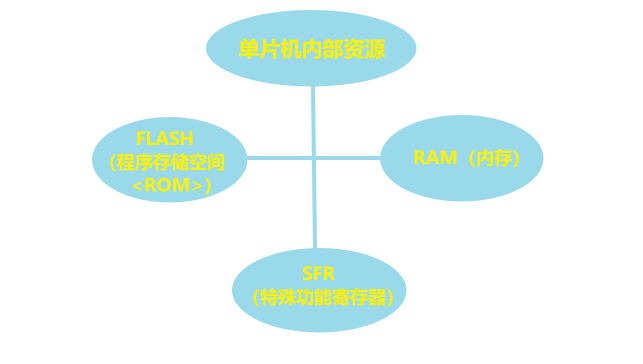 单片机内部资源
FLASH
（程序存储空间
<ROM>）
RAM（内存）
SFR
（特殊功能寄存器）